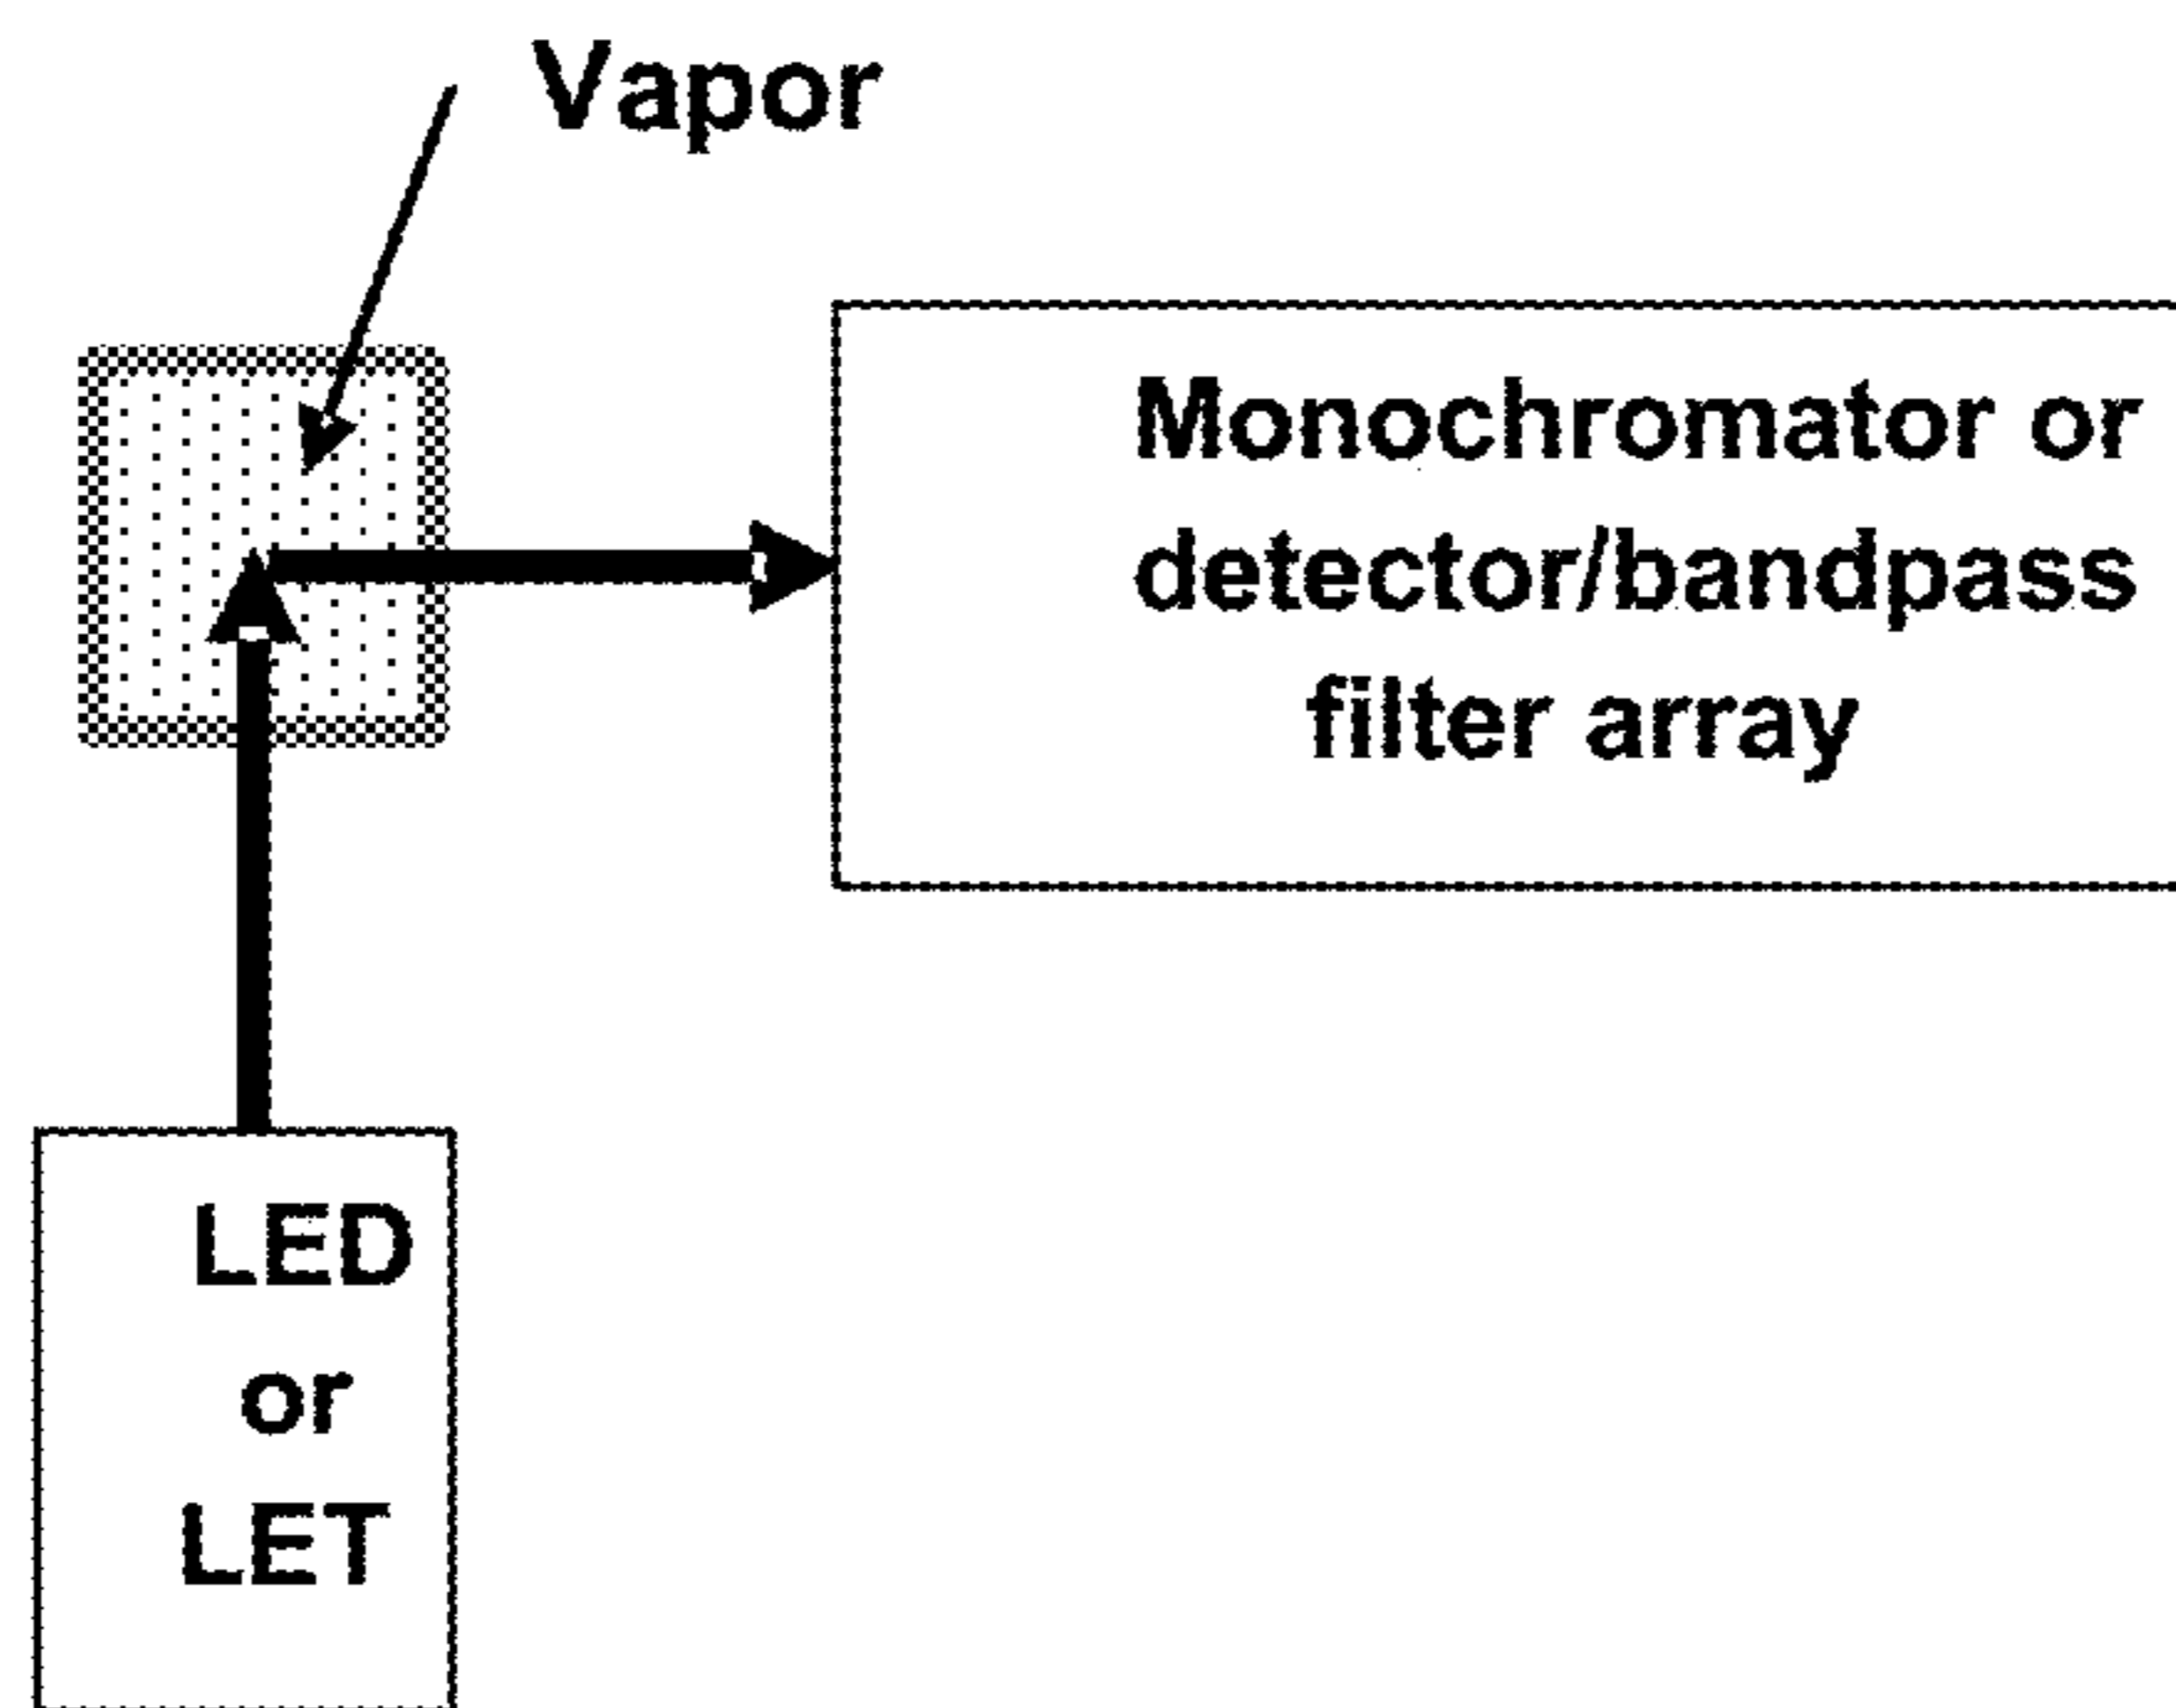 Vapor
Monochromator or
detector/bandpass
filter array
LED
or
LET